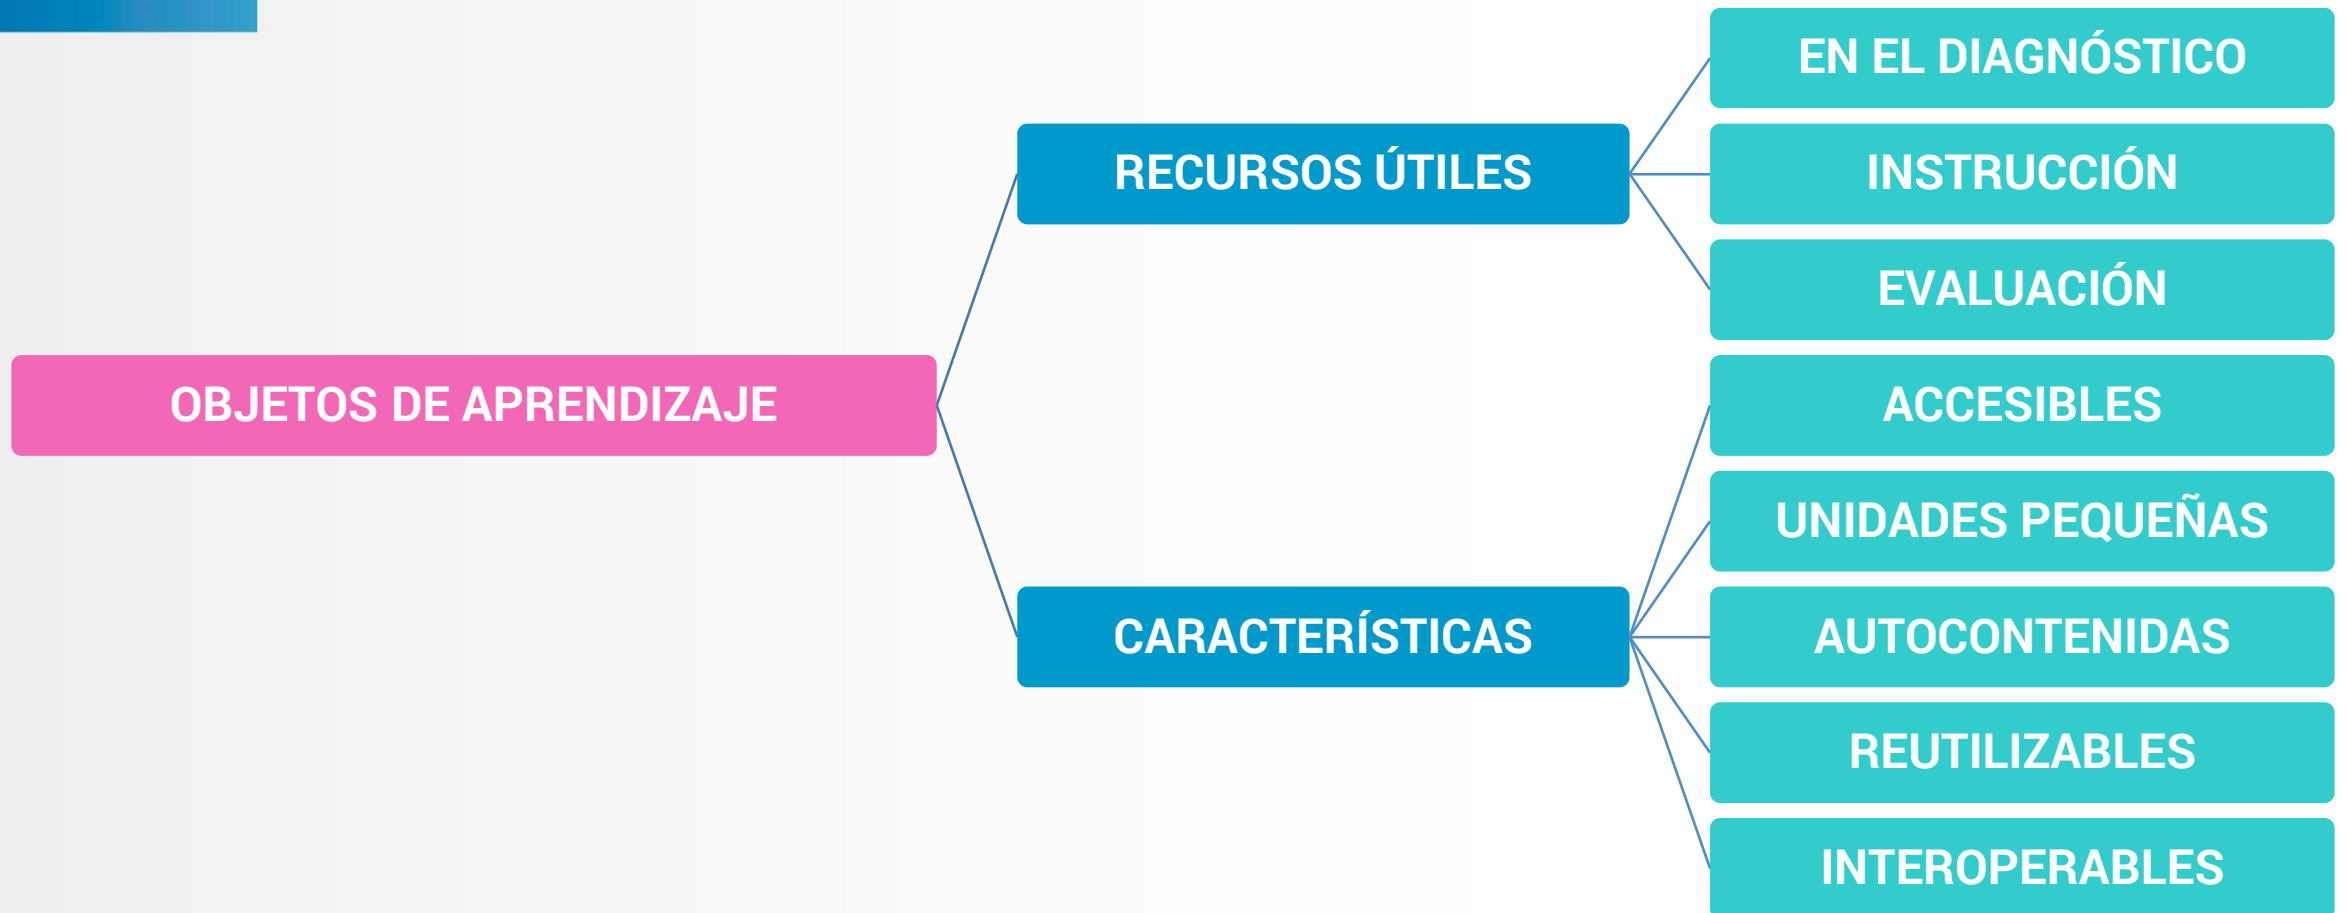 OBJETOS DE APRENDIZAJE
RECURSOS ÚTILES
EN EL DIAGNÓSTICO
INSTRUCCIÓN
EVALUACIÓN
CARACTERÍSTICAS
ACCESIBLES
UNIDADES PEQUEÑAS
AUTOCONTENIDAS
REUTILIZABLES
INTEROPERABLES